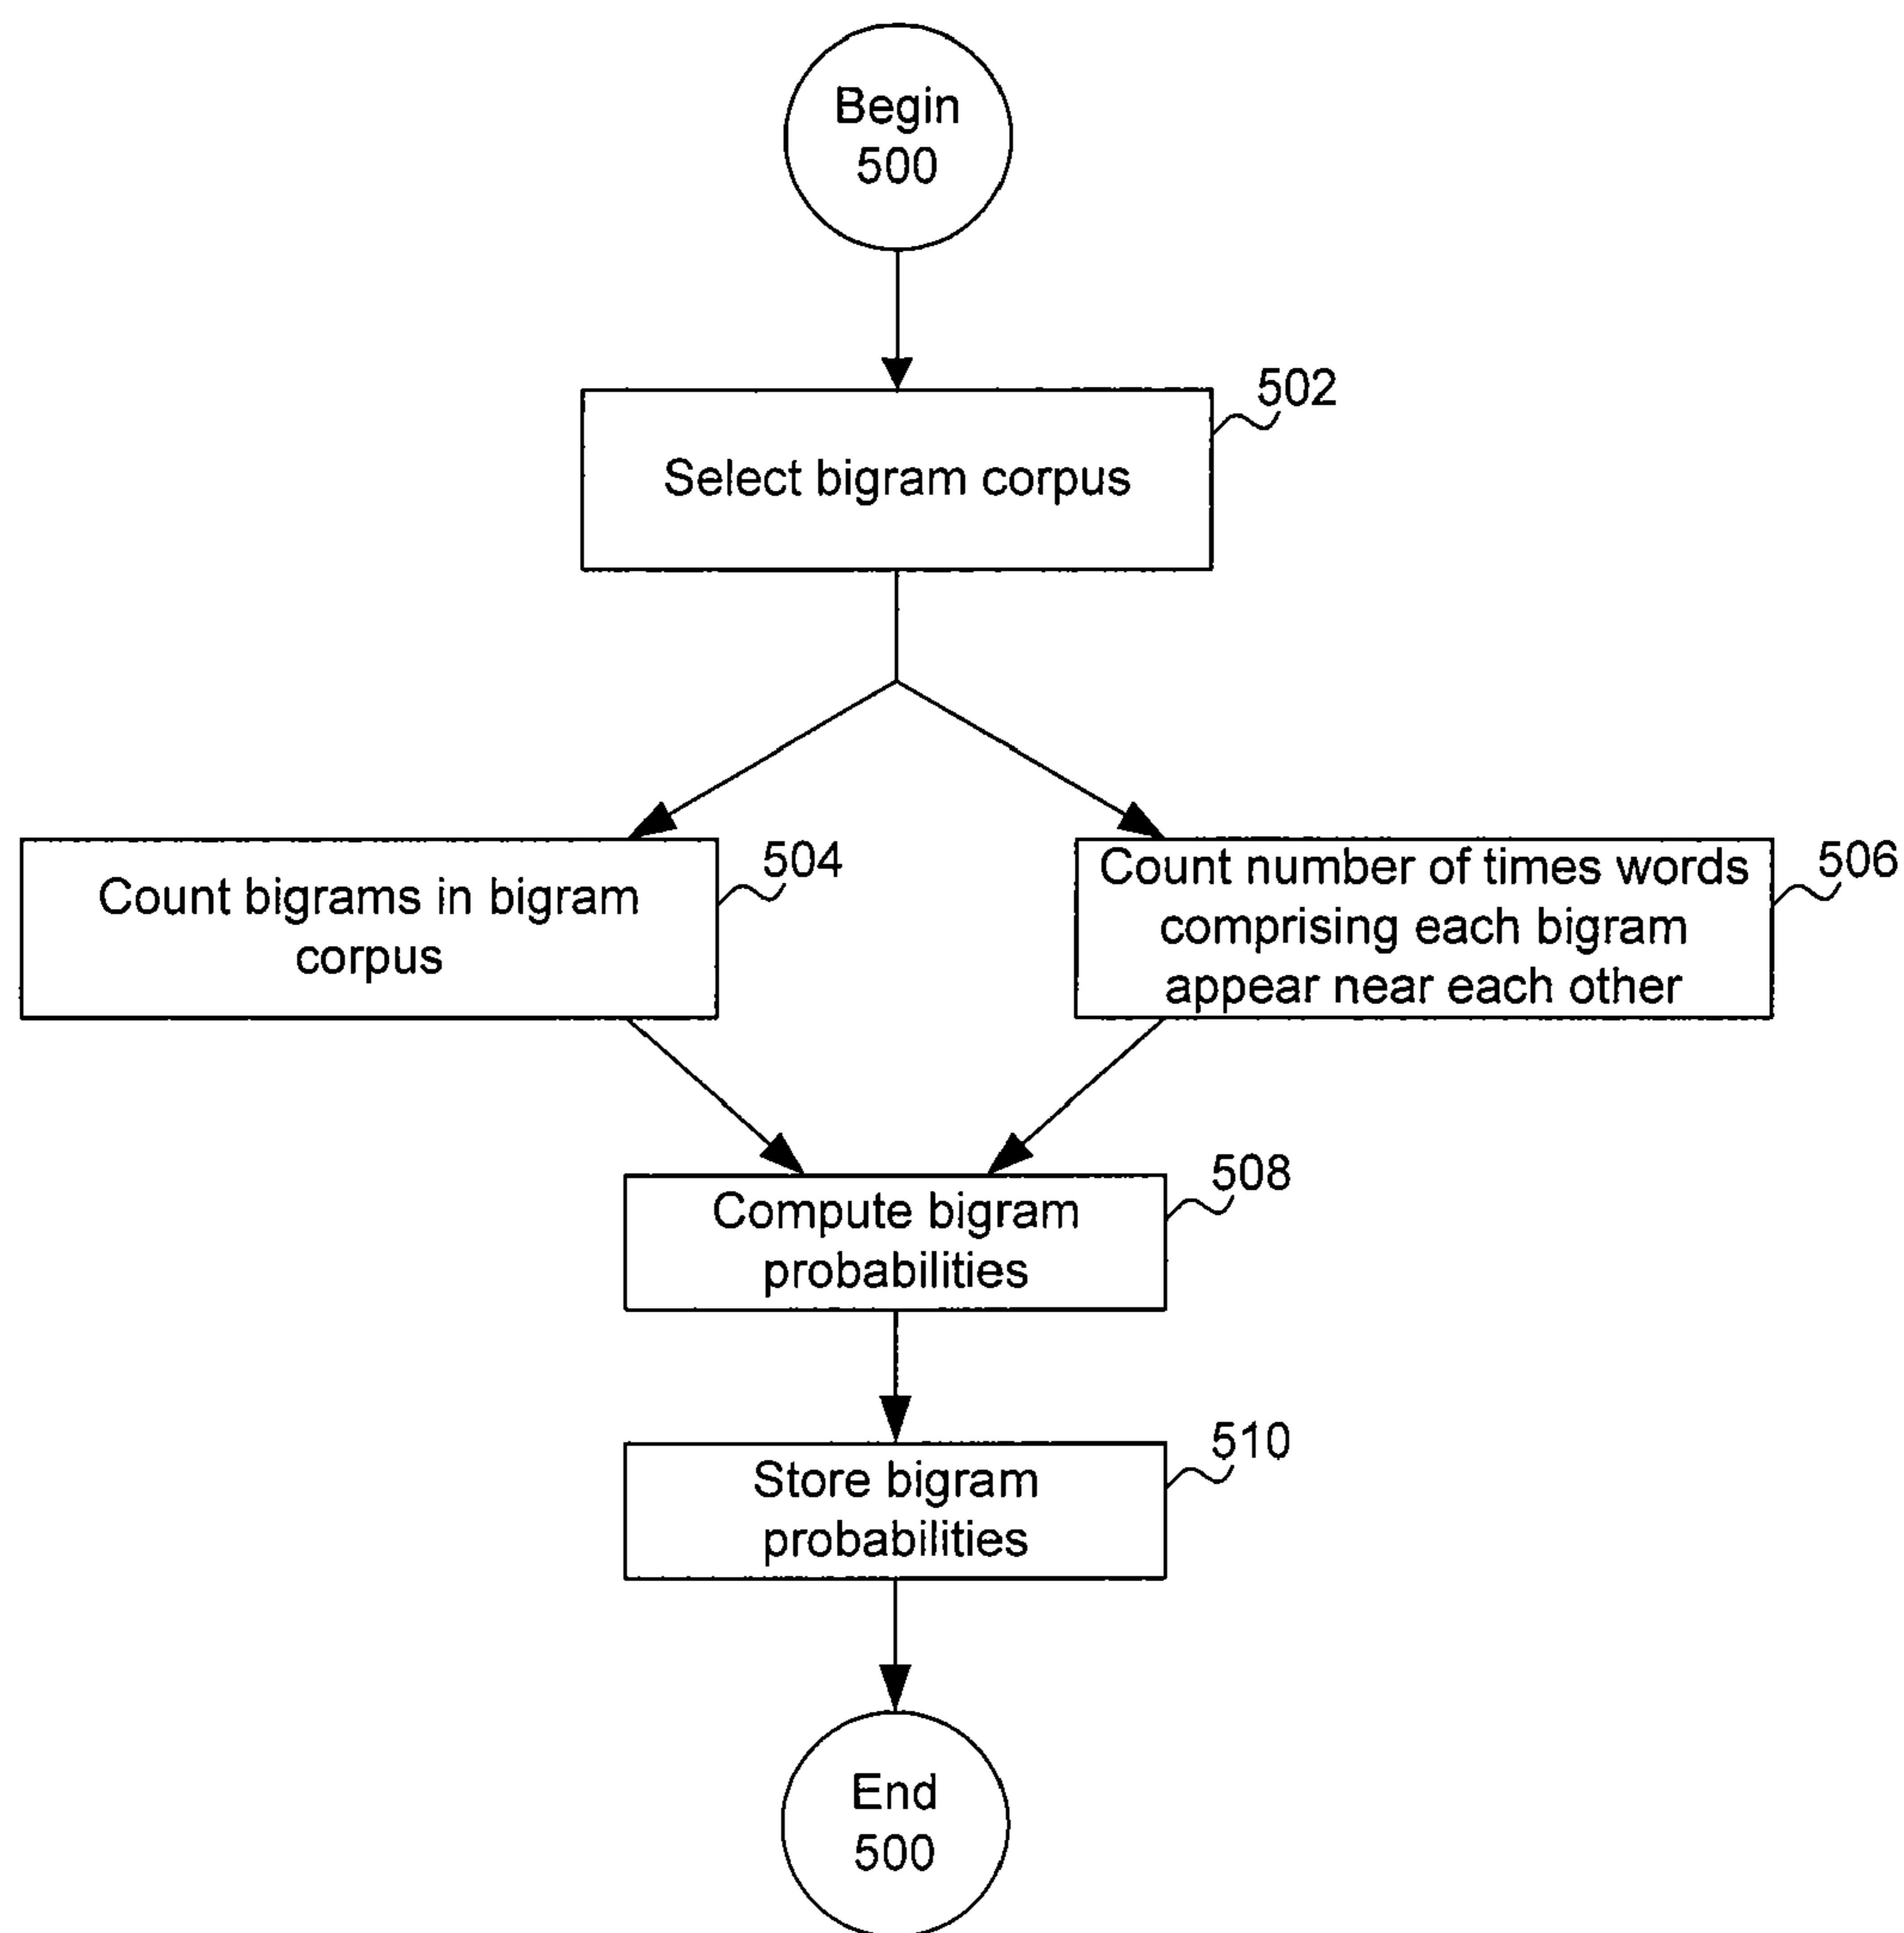 Begin
500
502
Select bigram corpus
504
Count bigrams in bigram
corpus
506
Count number of times words
comprising each bigram
appear near each other
508
Compute bigram
probabilities
510
Store bigram
probabilities
End
500